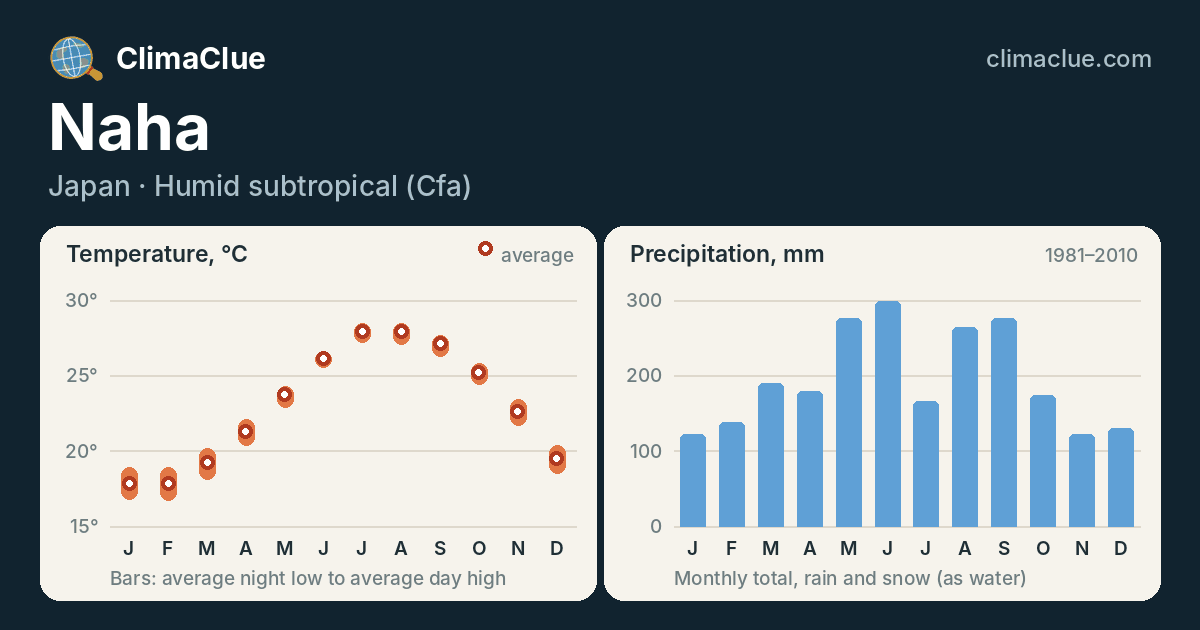 ClimaClue
climaclue.com
Naha
Japan · Humid subtropical (Cfa)
Temperature, °C
average
30°
25°
20°
15°
J F M A M J J A S O N D
Bars: average night low to average day high
Precipitation, mm
1981–2010
300
200
100
0
J F M A M J J A S O N D
Monthly total, rain and snow (as water)